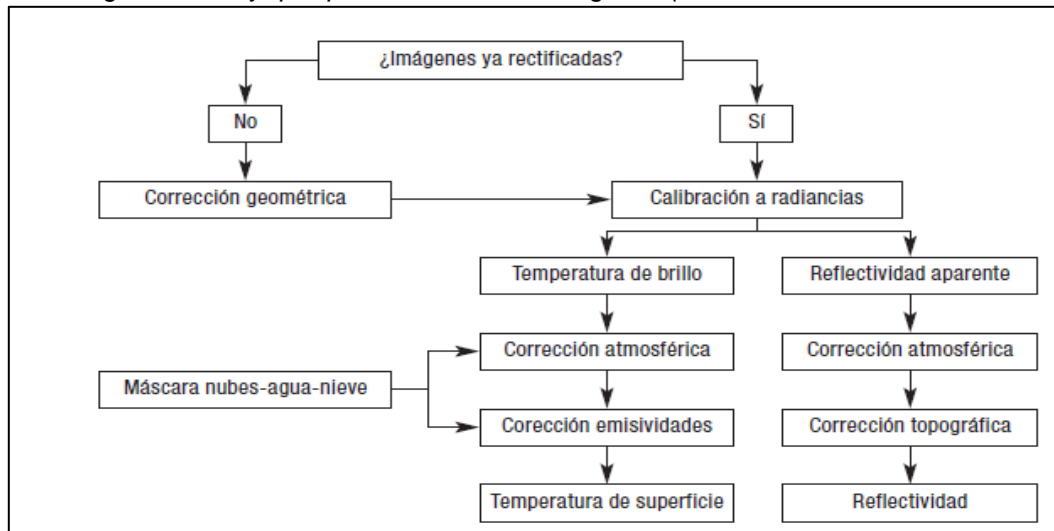 ¿Imágenes ya rectificadas?
No
Sí
Corrección geométrica
Calibración a radiancias
Temperatura de brillo
Reflectividad aparente
Corrección atmosférica
Corrección atmosférica
Máscara nubes-agua-nieve
Corección emisividades
Corrección topográfica
Temperatura de superficie
Reflectividad